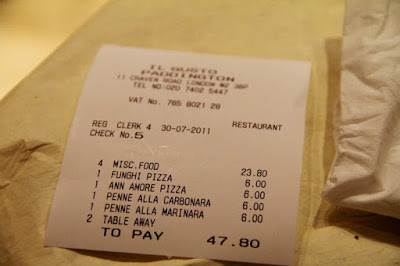 IL GUSTO
PADDINGTON
11 CRAVEN ROAD LONDON W2 3BP
TEL NO:020 7402 5447
VAT No. 765 8021 28
REG CLERK 4 30-07-2011 RESTAURANT
CHECK No.5
4 MISC.FOOD 23.80
1 FUNGHI PIZZA 6.00
1 ANN AMORE PIZZA 6.00
1 PENNE ALLA CARBONARA 6.00
1 PENNE ALLA MARINARA 6.00
2 TABLE AWAY
TO PAY 47.80